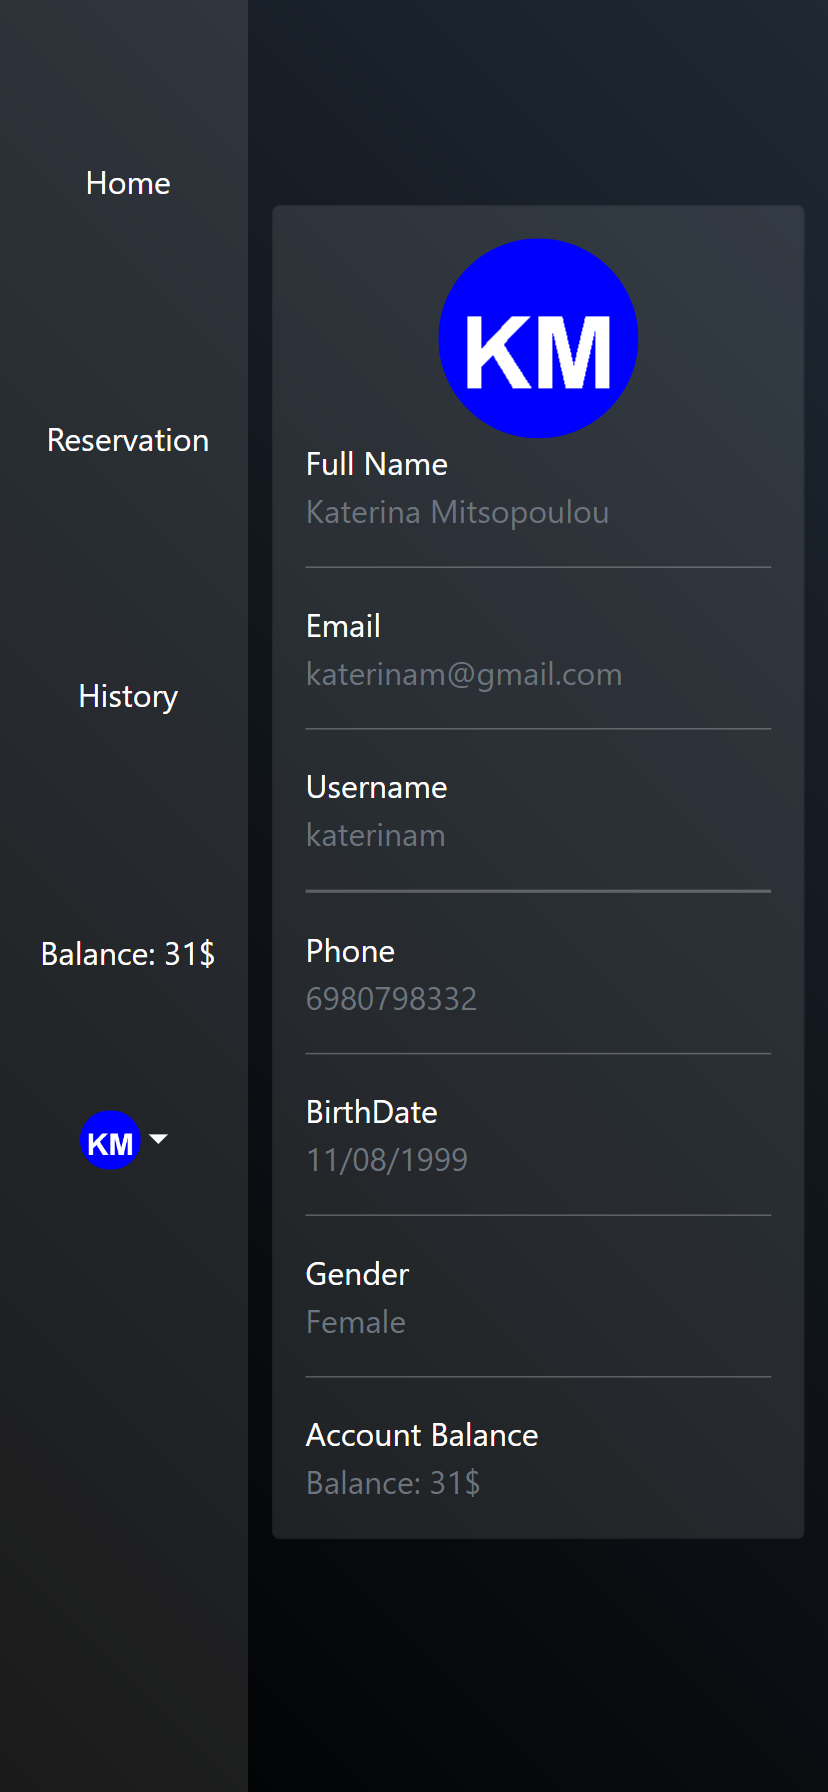 Home
Reservation
History
Balance: 31$
KM
KM
Full Name
Katerina Mitsopoulou
Email
katerinam@gmail.com
Username
katerinam
Phone
6980798332
BirthDate
11/08/1999
Gender
Female
Account Balance
Balance: 31$